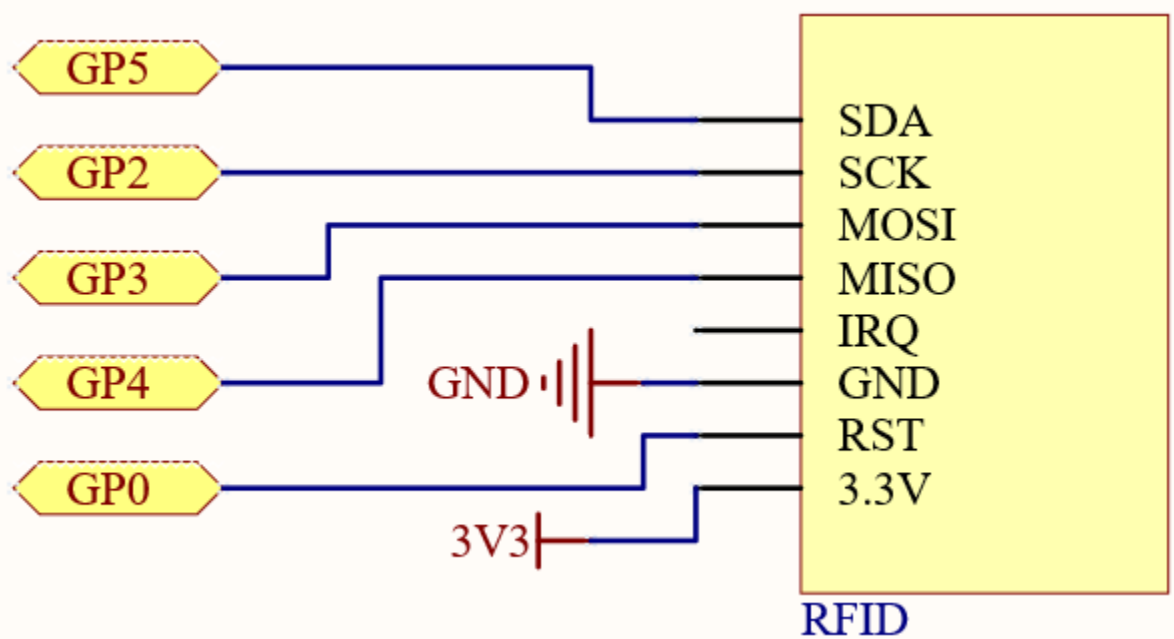 GP5
GP2
GP3
GP4
GP0
GND
3V3
SDA
SCK
MOSI
MISO
IRQ
GND
RST
3.3V
RFID